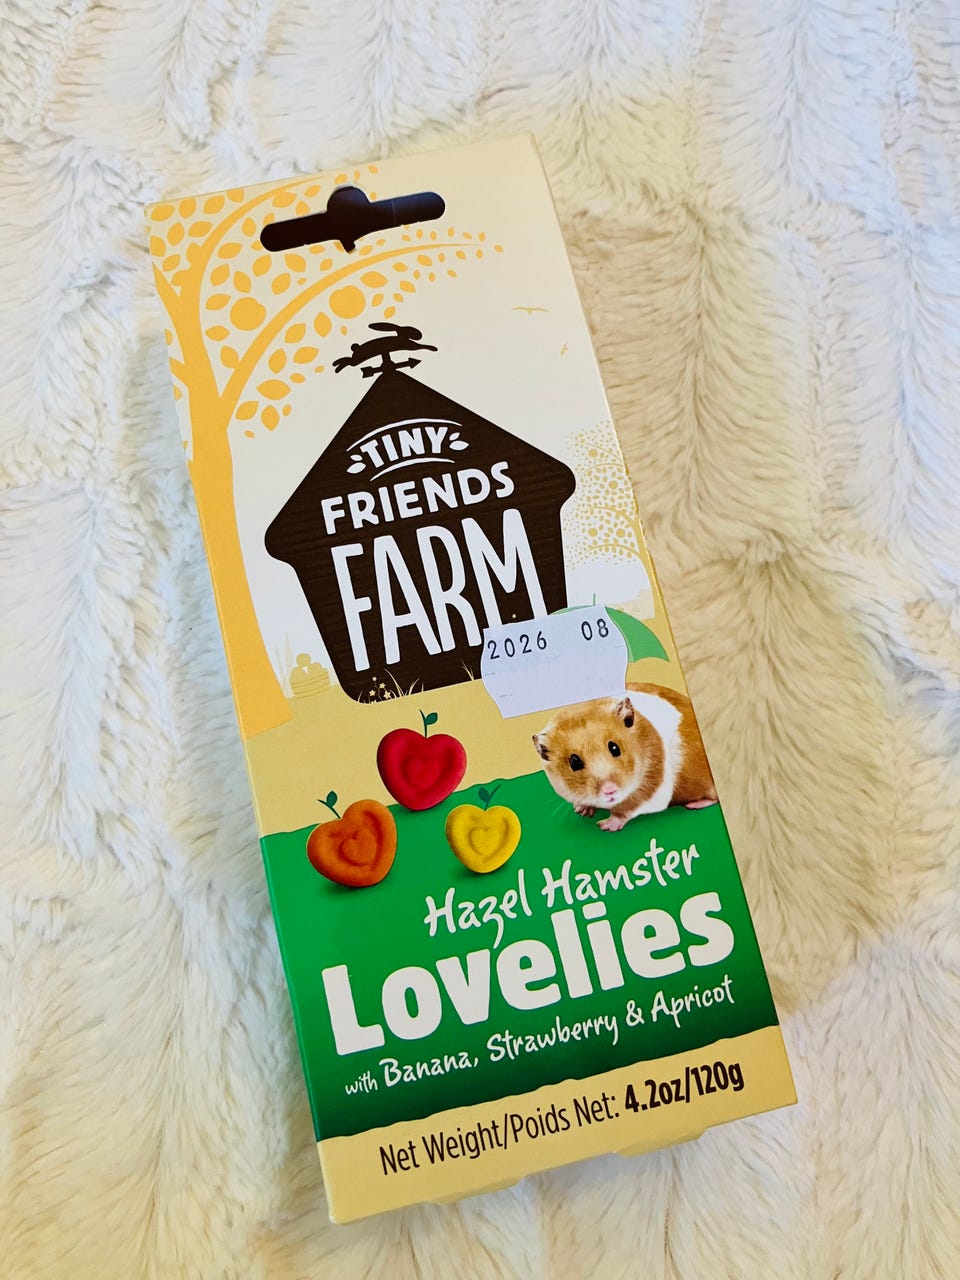 TINY
FRIENDS
FARM
2026 08
Hazel Hamster
Lovelies
with Banana, Strawberry & Apricot
Net Weight/Poids Net: 4.2oz/120g